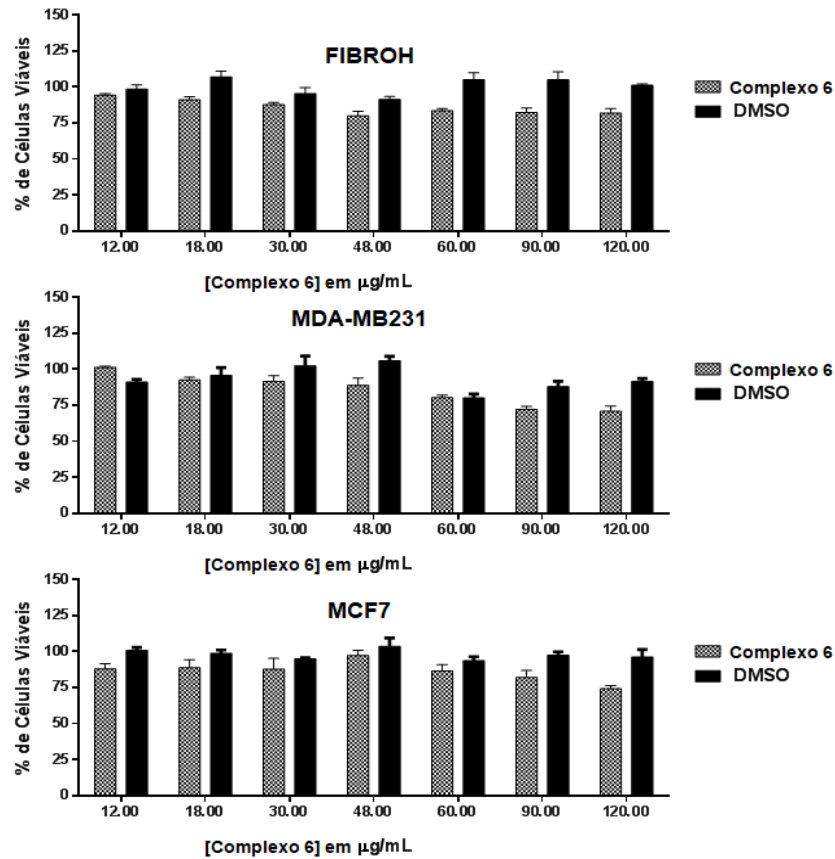 FIBROH
% de Células Viáveis
150
100
75
50
25
0
12.00 18.00 30.00 48.00 60.00 90.00 120.00
[Complexo 6] em µg/mL
Complexo 6
DMSO
MDA-MB231
% de Células Viáveis
150
125
100
75
50
25
0
12.00 18.00 30.00 48.00 60.00 90.00 120.00
[Complexo 6] em µg/mL
Complexo 6
DMSO
MCF7
% de Células Viáveis
150
125
100
75
50
25
0
12.00 18.00 30.00 48.00 60.00 90.00 120.00
[Complexo 6] em µg/mL
Complexo 6
DMSO